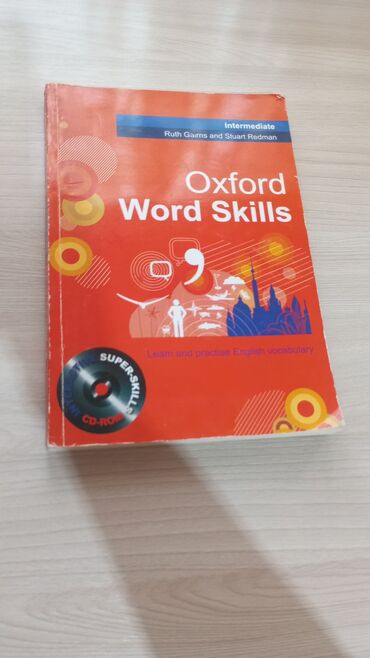 Intermediate
Ruth Gairns and Stuart Redman
Oxford
Word Skills
Learn and practise English vocabulary
SUPER-SKILLS
CD-ROM